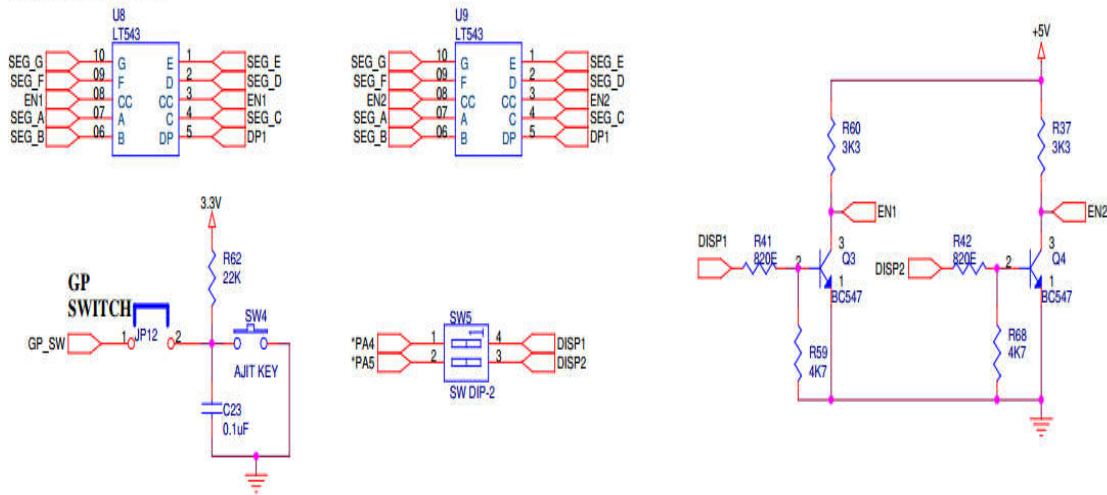 U8
LT543
SEG_G 10 G E 1 SEG_E
SEG_F 09 F D 2 SEG_D
EN1 08 CC CC 3 EN1
SEG_A 07 A C 4 SEG_C
SEG_B 06 B DP 5 DP1
U9
LT543
SEG_G 10 G E 1 SEG_E
SEG_F 09 F D 2 SEG_D
EN2 08 CC CC 3 EN2
SEG_A 07 A C 4 SEG_C
SEG_B 06 B DP 5 DP1
+5V
R60
3K3
R37
3K3
EN1
EN2
DISP1
R41
820E
2
3
Q3
1
BC547
DISP2
R42
820E
2
3
Q4
1
BC547
R59
4K7
R68
4K7
3.3V
R62
22K
GP
SWITCH
GP_SW
1
JP12
2
SW4
AJIT KEY
C23
0.1uF
SW5
*PA4 1 4 DISP1
*PA5 2 3 DISP2
SW DIP-2